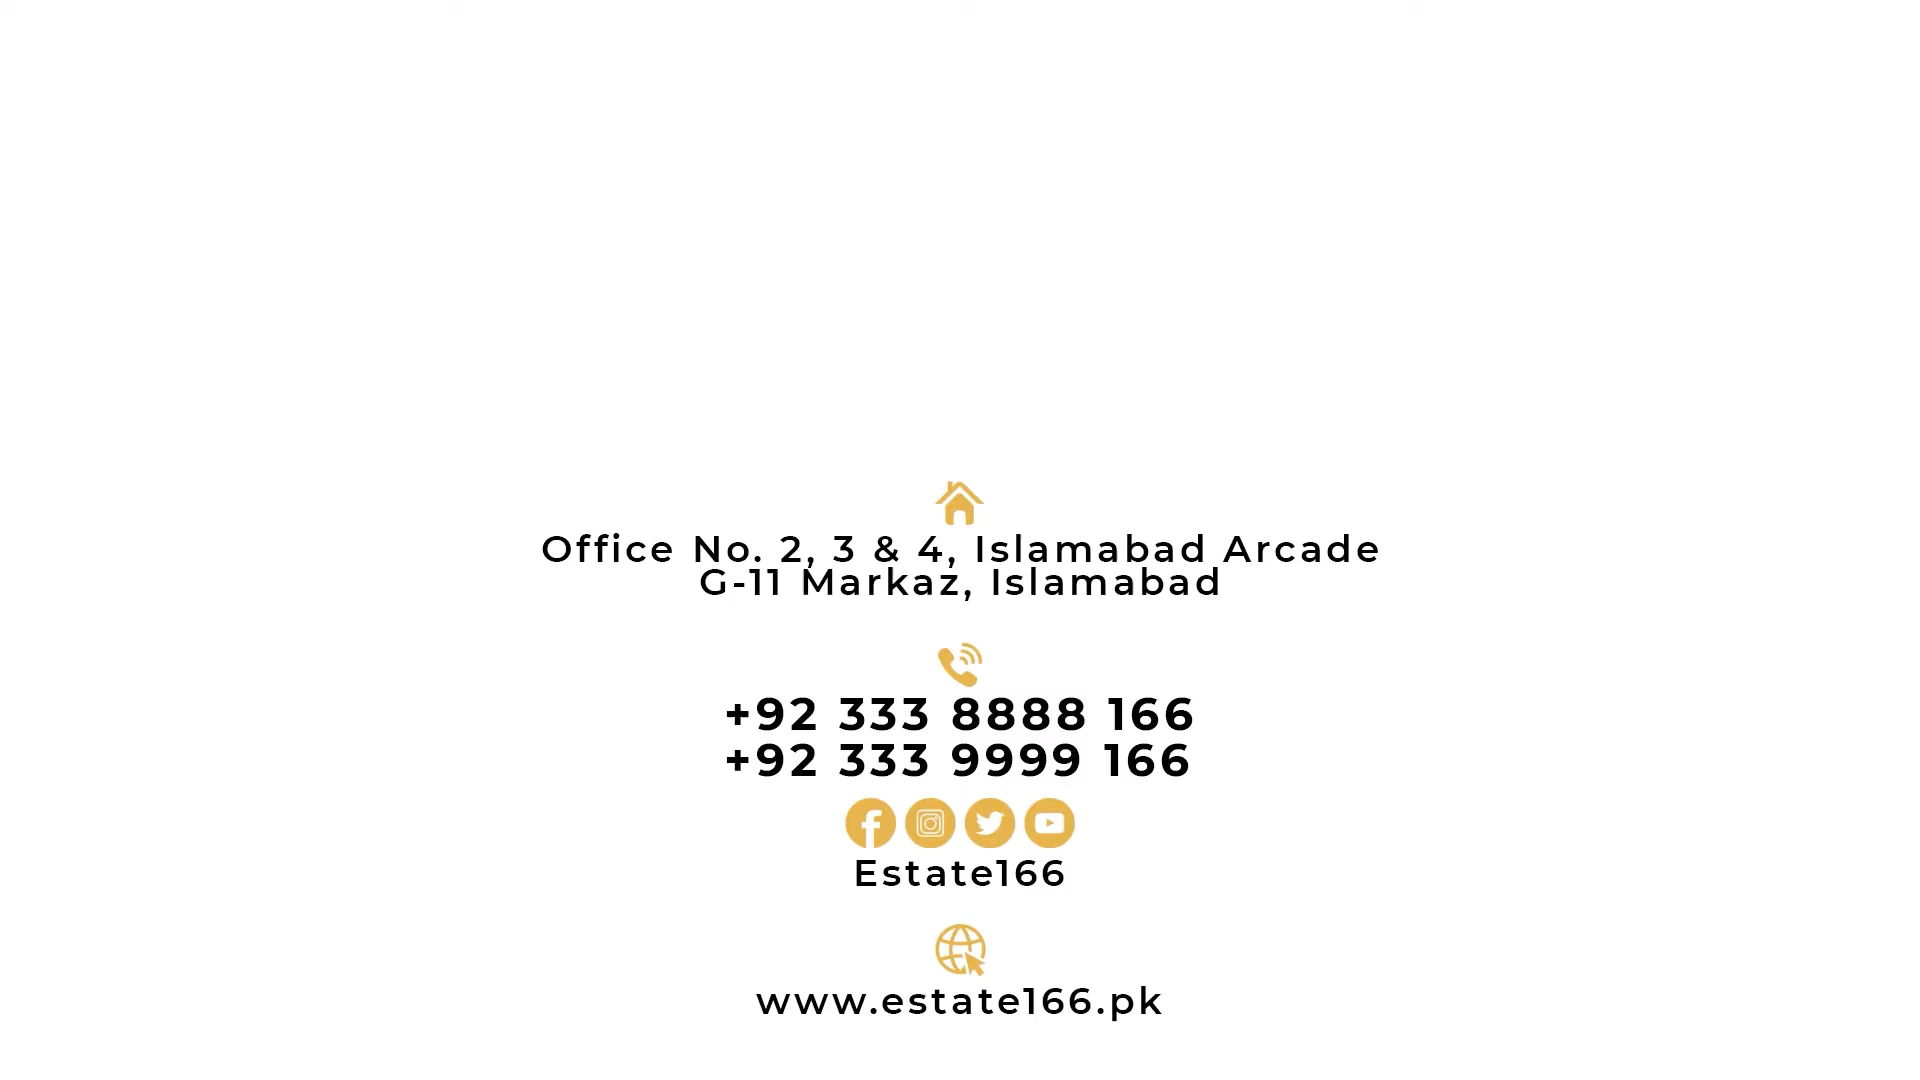 Office No. 2, 3 & 4, Islamabad Arcade
G-11 Markaz, Islamabad
+92 333 8888 166
+92 333 9999 166
Estate166
www.estate166.pk